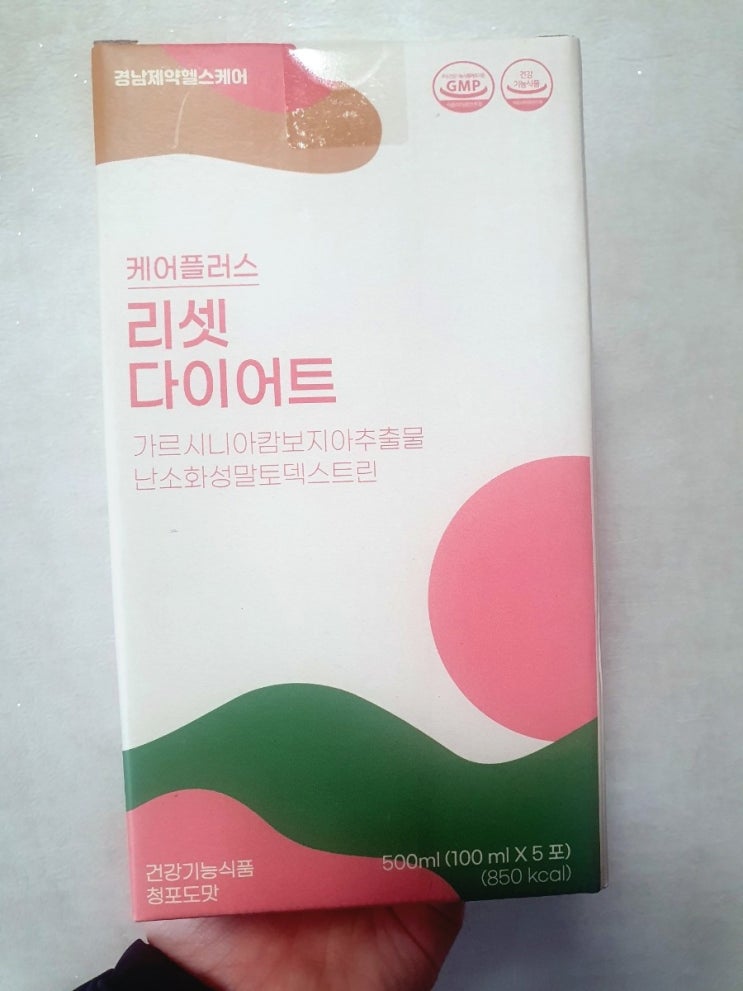 경남제약헬스케어
GMP
건강
기능식품
케어플러스
리셋
다이어트
가르시니아캄보지아추출물
난소화성말토덱스트린
500ml (100 ml X 5 포)
(850 kcal)
건강기능식품
청포도맛